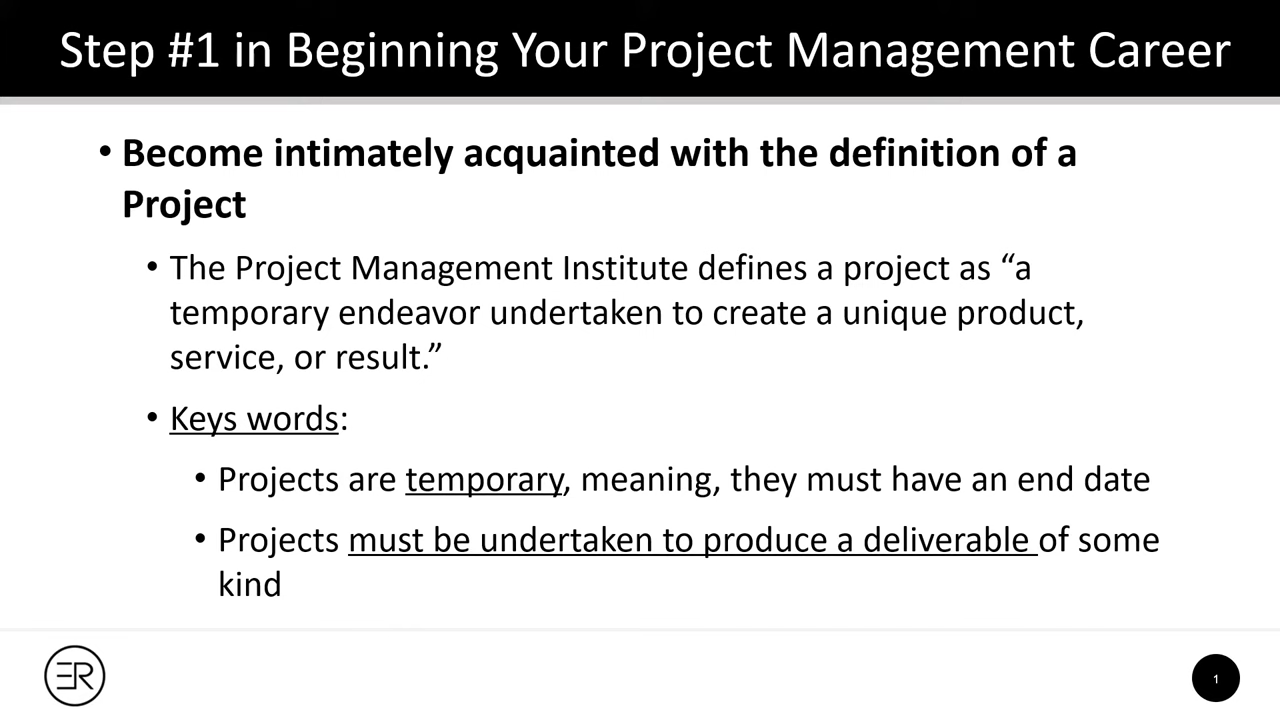 Step #1 in Beginning Your Project Management Career
• Become intimately acquainted with the definition of a
Project
• The Project Management Institute defines a project as “a
temporary endeavor undertaken to create a unique product,
service, or result.”
• Keys words:
• Projects are temporary, meaning, they must have an end date
• Projects must be undertaken to produce a deliverable of some
kind
ER
1